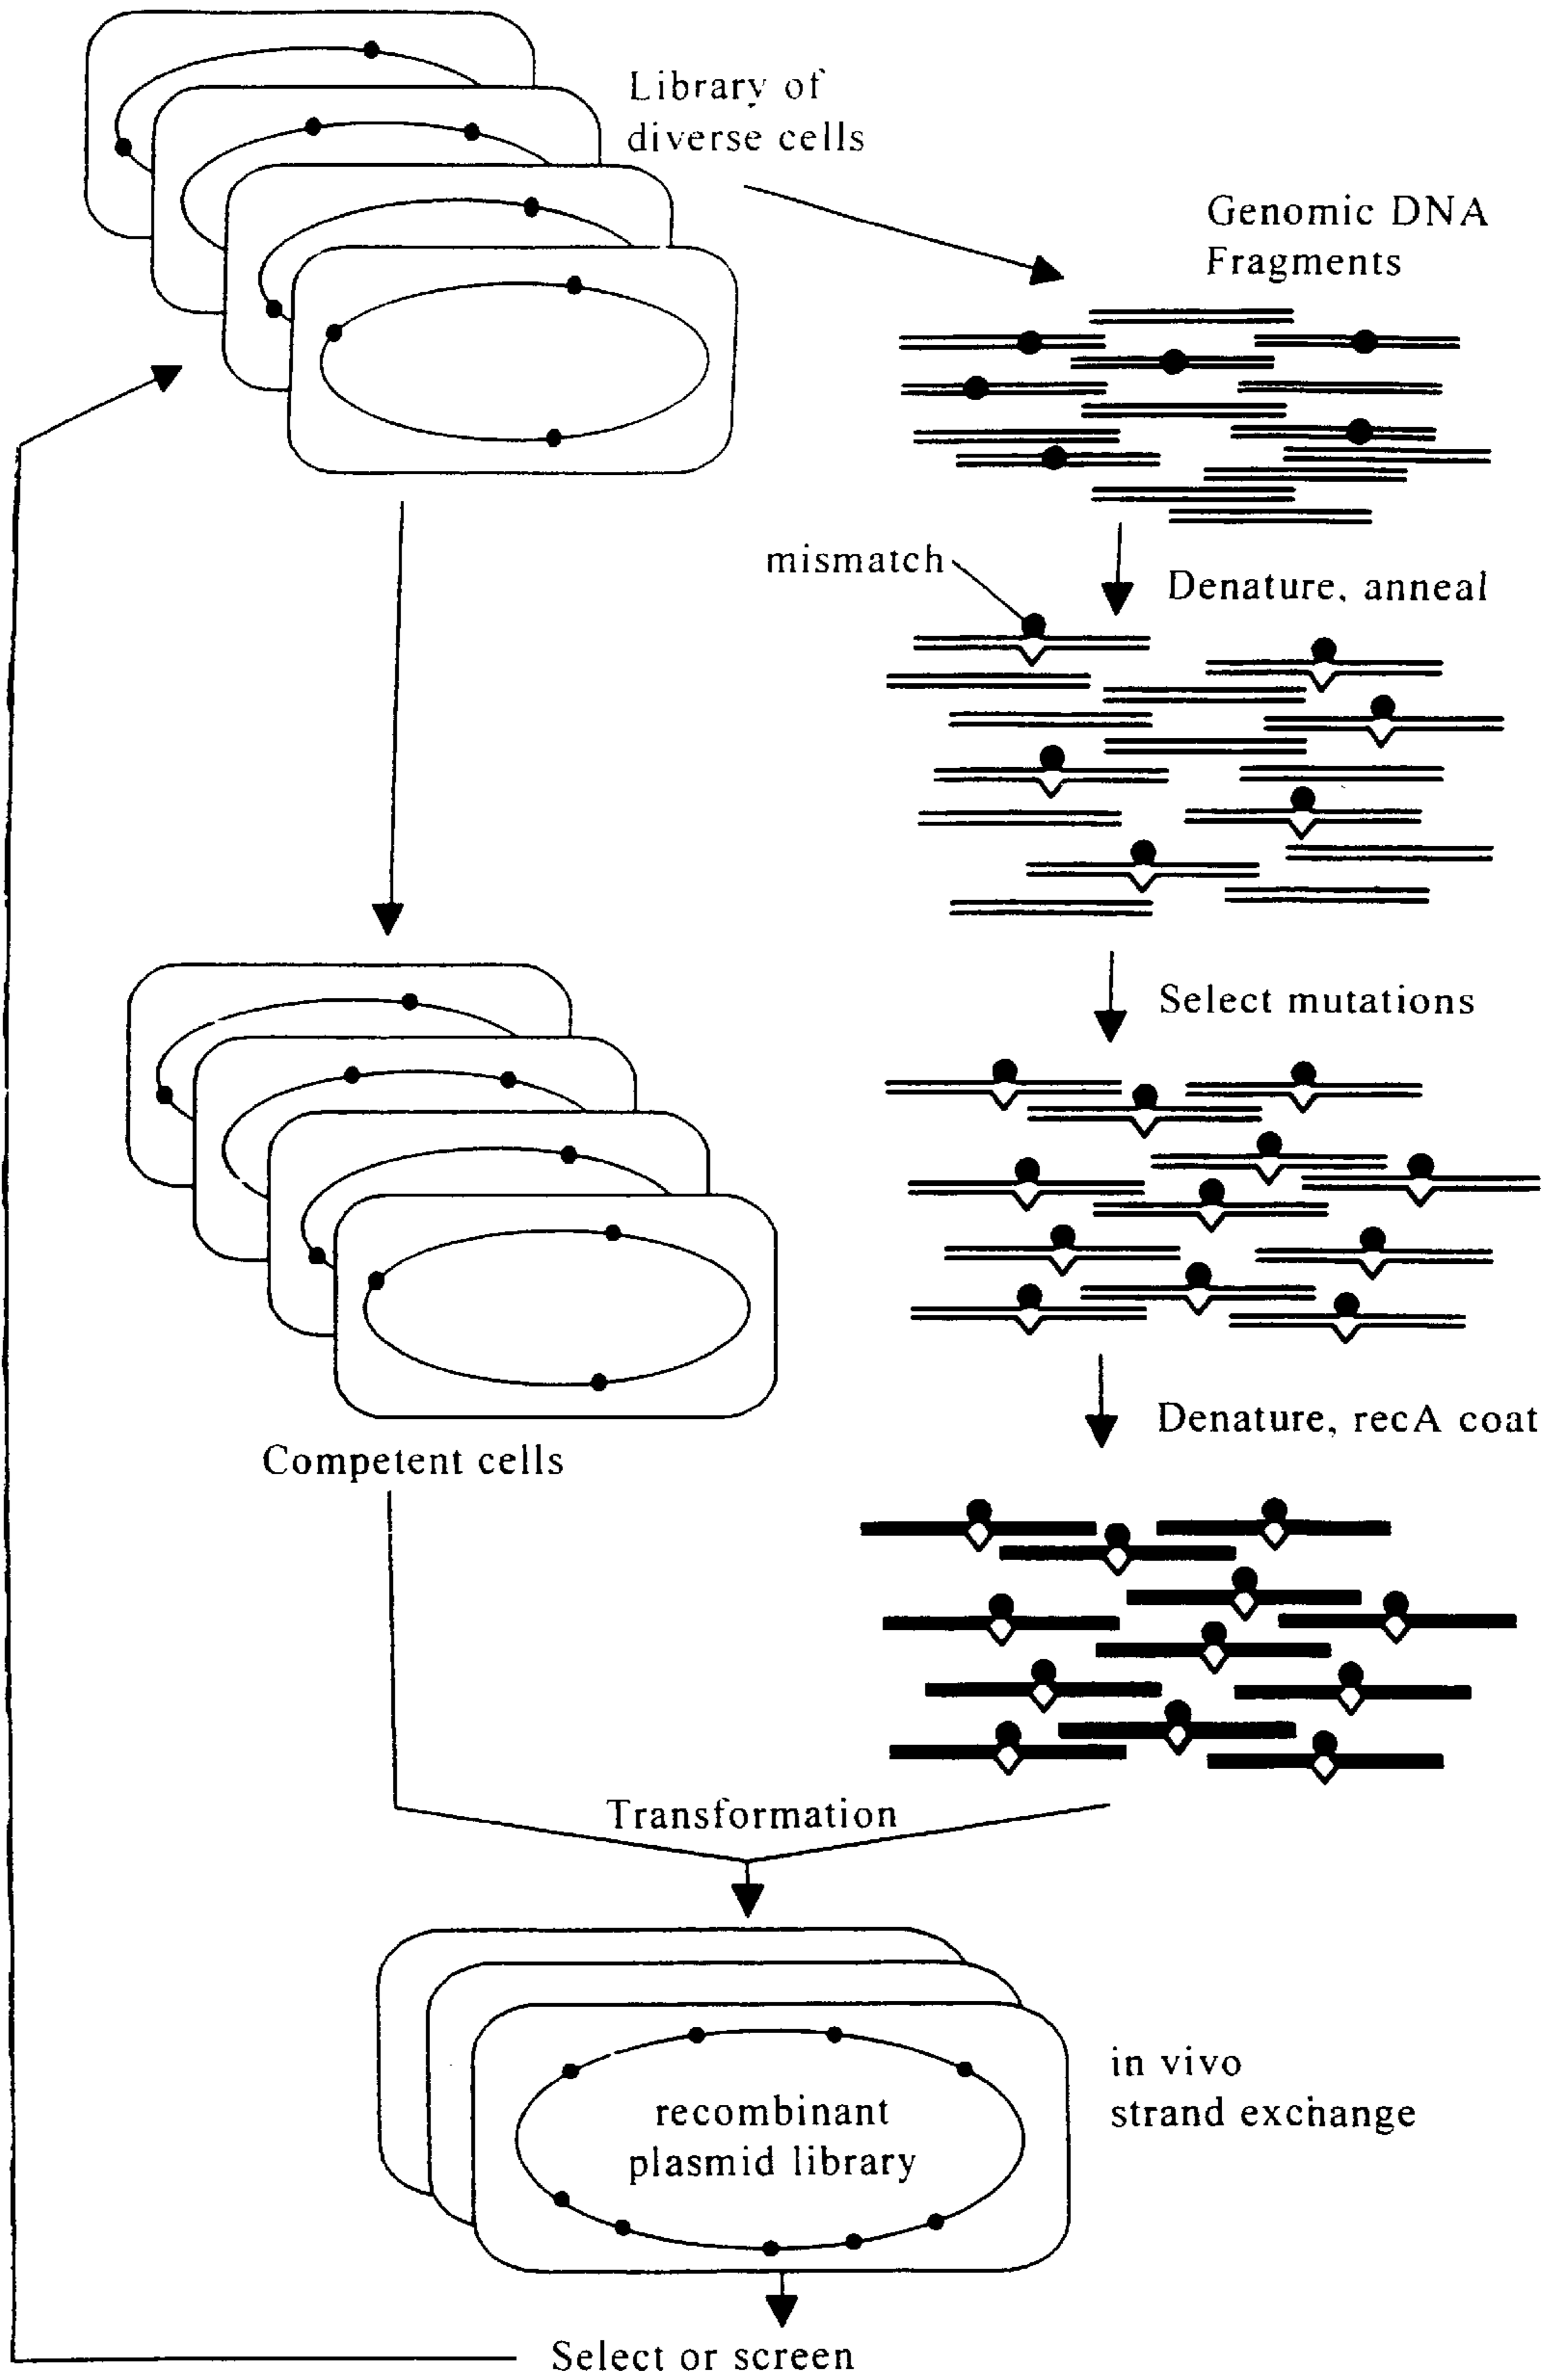 Library of
diverse cells
Genomic DNA
Fragments
mismatch
Denature, anneal
Select mutations
Denature, recA coat
Competent cells
Transformation
in vivo
strand exchange
recombinant
plasmid library
Select or screen